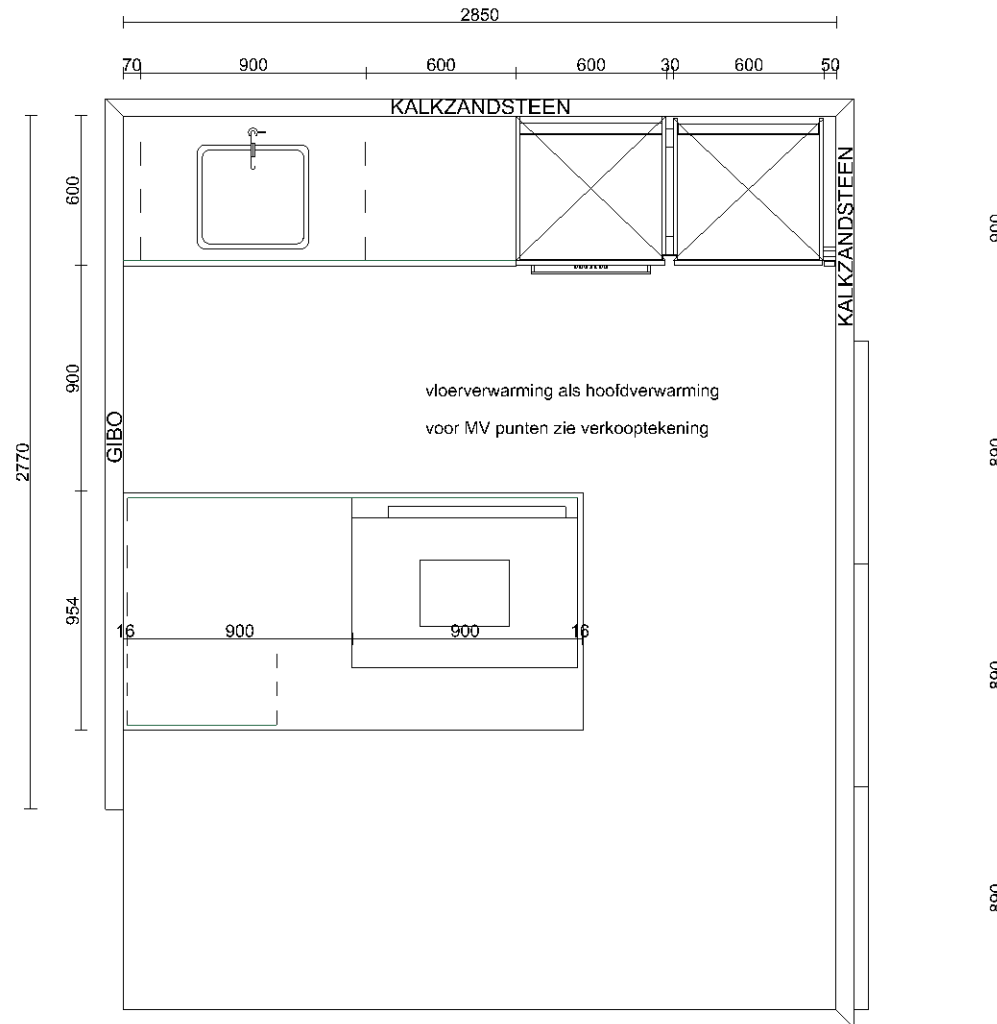 2850
70 900 600 600 30 600 50
KALKZANDSTEEN
KALKZANDSTEEN
600
900
954
2770
GIBO
vloerverwarming als hoofdverwarming
voor MV punten zie verkooptekening
16 900 900 16